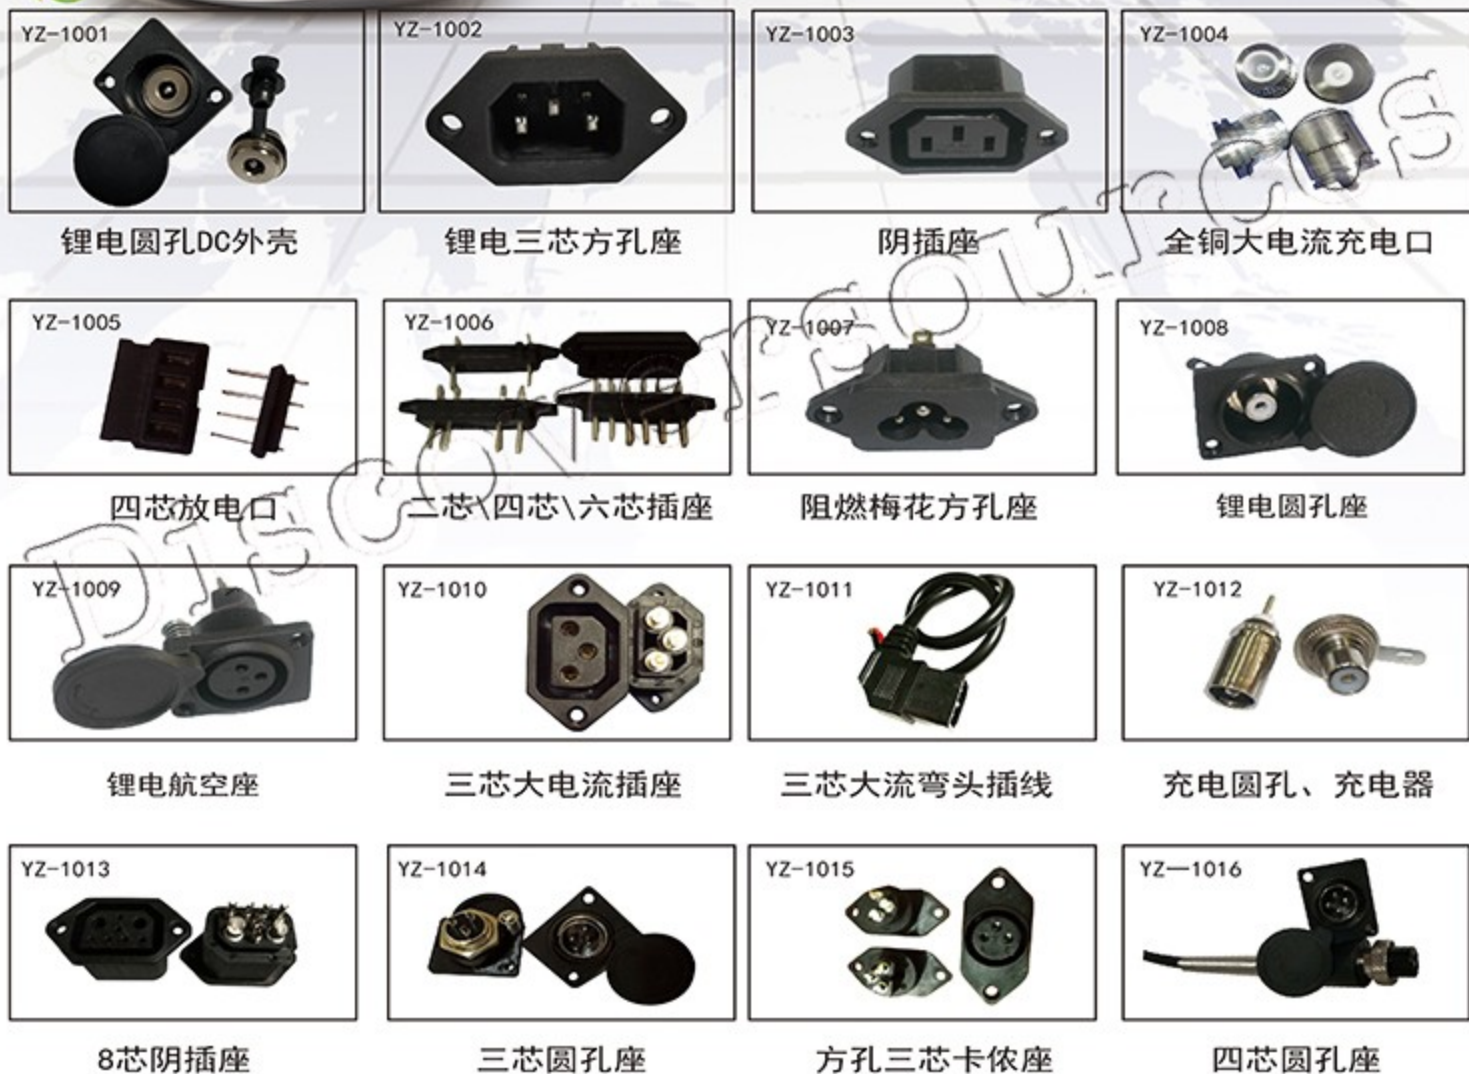 YZ-1001 YZ-1002 YZ-1003 YZ-1004
锂电圆孔DC外壳 锂电三芯方孔座 阴插座 全铜大电流充电口
YZ-1005 YZ-1006 YZ-1007 YZ-1008
四芯放电口 二芯\四芯\六芯插座 阻燃梅花方孔座 锂电圆孔座
YZ-1009 YZ-1010 YZ-1011 YZ-1012
锂电航空座 三芯大电流插座 三芯大流弯头插线 充电圆孔、充电器
YZ-1013 YZ-1014 YZ-1015 YZ—1016
8芯阴插座 三芯圆孔座 方孔三芯卡侬座 四芯圆孔座